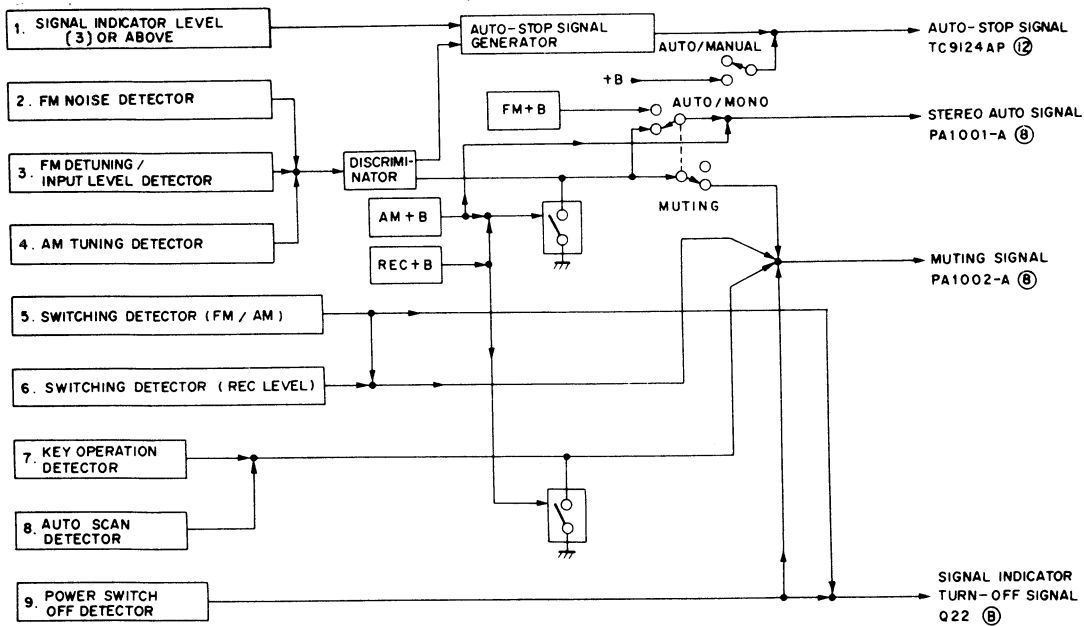 1. SIGNAL INDICATOR LEVEL
(3) OR ABOVE
2. FM NOISE DETECTOR
3. FM DETUNING /
INPUT LEVEL DETECTOR
4. AM TUNING DETECTOR
5. SWITCHING DETECTOR (FM / AM)
6. SWITCHING DETECTOR (REC LEVEL)
7. KEY OPERATION
DETECTOR
8. AUTO SCAN
DETECTOR
9. POWER SWITCH
OFF DETECTOR
AUTO-STOP SIGNAL
GENERATOR
AUTO/MANUAL
+B
FM+B
AUTO/MONO
DISCRIMI-
NATOR
MUTING
AM+B
REC+B
AUTO-STOP SIGNAL
TC9124AP ⑫
STEREO AUTO SIGNAL
PA1001-A ⑧
MUTING SIGNAL
PA1002-A ⑧
SIGNAL INDICATOR
TURN-OFF SIGNAL
Q22 Ⓑ